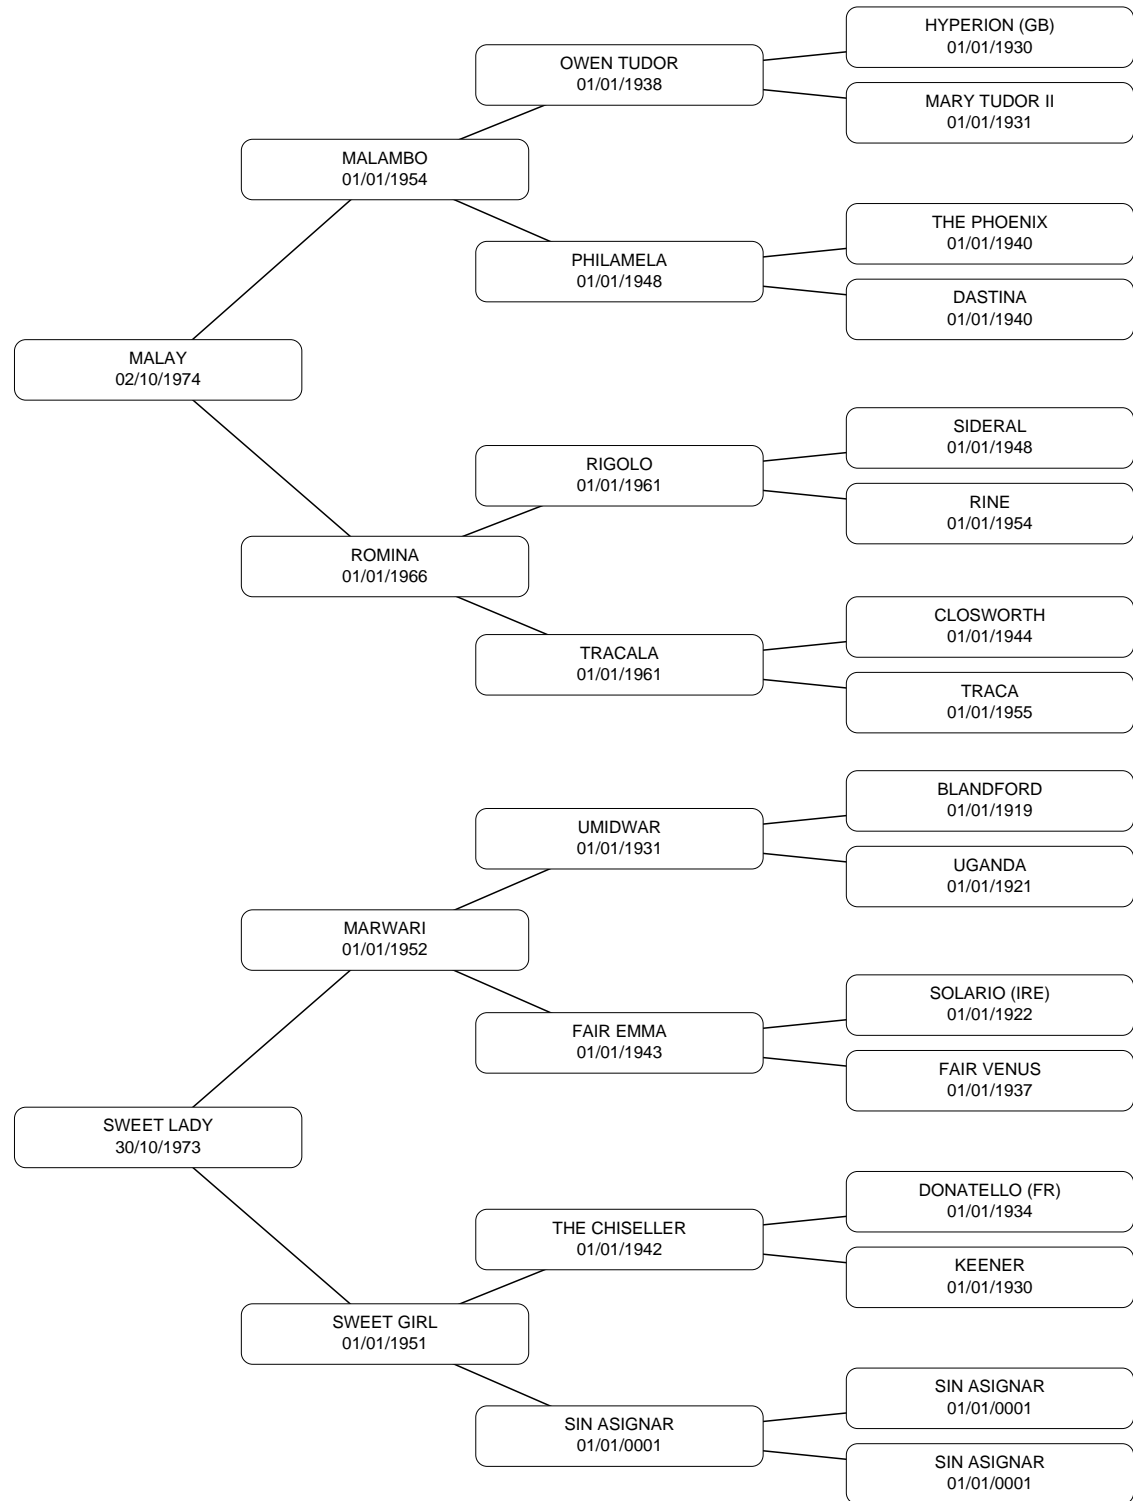 HYPERION (GB)
01/01/1930
OWEN TUDOR
01/01/1938
MARY TUDOR II
01/01/1931
MALAMBO
01/01/1954
THE PHOENIX
01/01/1940
PHILAMELA
01/01/1948
DASTINA
01/01/1940
MALAY
02/10/1974
SIDERAL
01/01/1948
RIGOLO
01/01/1961
RINE
01/01/1954
ROMINA
01/01/1966
CLOSWORTH
01/01/1944
TRACALA
01/01/1961
TRACA
01/01/1955
BLANDFORD
01/01/1919
UMIDWAR
01/01/1931
UGANDA
01/01/1921
MARWARI
01/01/1952
SOLARIO (IRE)
01/01/1922
FAIR EMMA
01/01/1943
FAIR VENUS
01/01/1937
SWEET LADY
30/10/1973
DONATELLO (FR)
01/01/1934
THE CHISELLER
01/01/1942
KEENER
01/01/1930
SWEET GIRL
01/01/1951
SIN ASIGNAR
01/01/0001
SIN ASIGNAR
01/01/0001
SIN ASIGNAR
01/01/0001